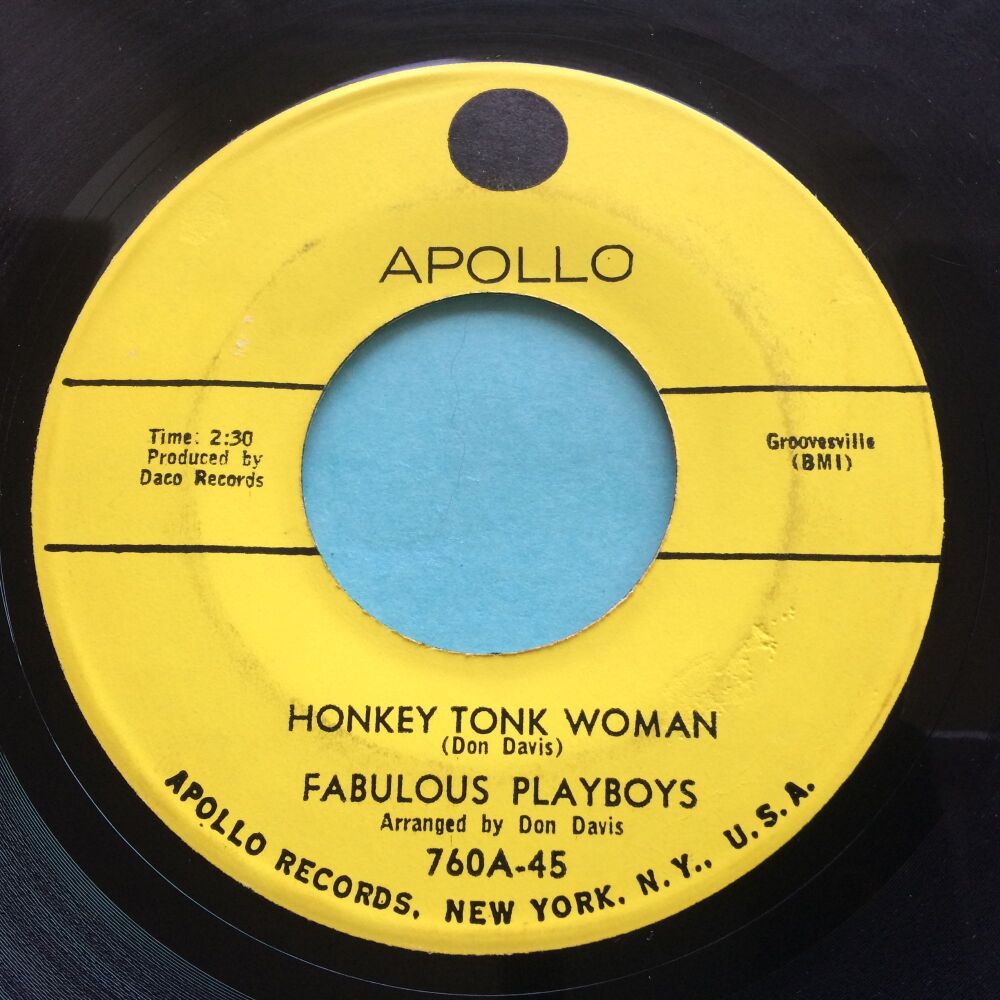 APOLLO
Time: 2:30
Produced by
Daco Records
Groovesville
(BMI)
HONKEY TONK WOMAN
(Don Davis)
FABULOUS PLAYBOYS
Arranged by Don Davis
760A-45
APOLLO RECORDS, NEW YORK, N.Y., U.S.A.